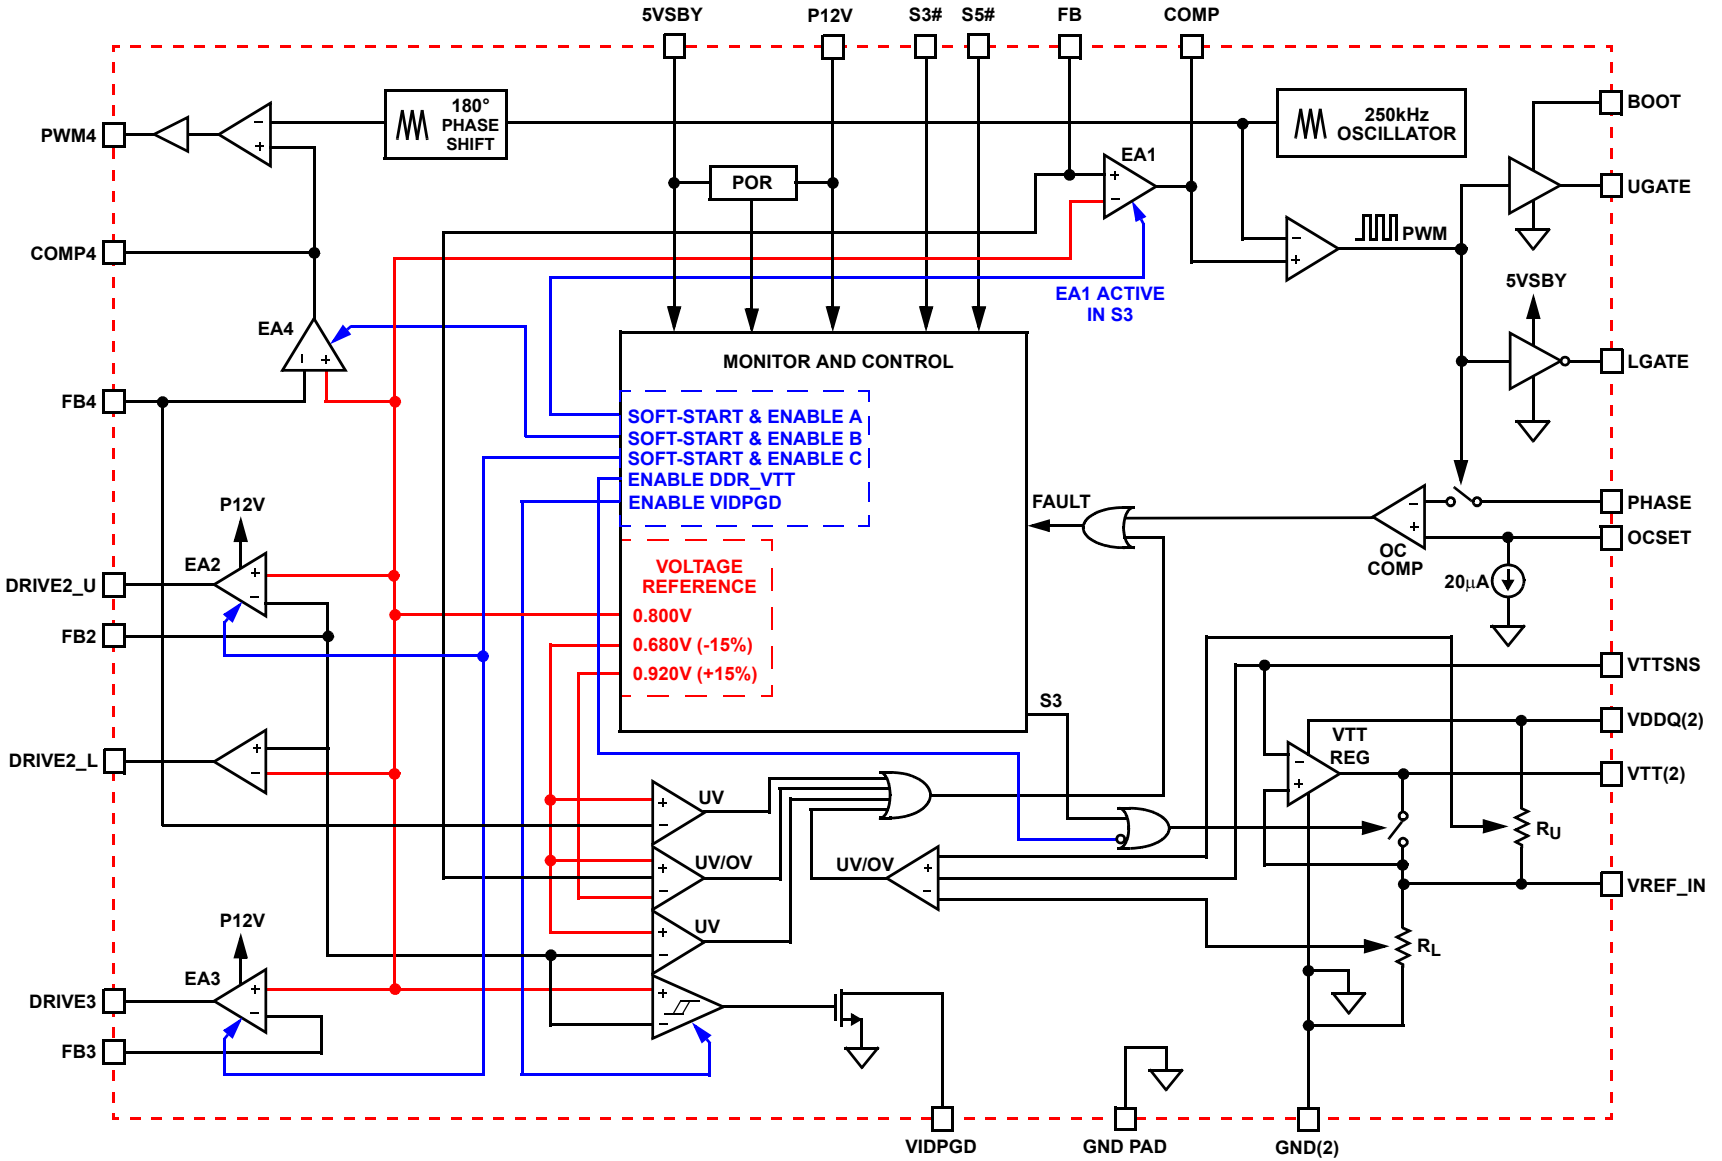 5VSBY
P12V
S3#
S5#
FB
COMP
BOOT
180°
PHASE
SHIFT
250kHz
OSCILLATOR
PWM4
EA1
POR
UGATE
PWM
COMP4
5VSBY
EA1 ACTIVE
IN S3
EA4
MONITOR AND CONTROL
LGATE
FB4
SOFT-START & ENABLE A
SOFT-START & ENABLE B
SOFT-START & ENABLE C
ENABLE DDR_VTT
ENABLE VIDPGD
P12V
FAULT
PHASE
OCSET
OC
COMP
EA2
VOLTAGE
REFERENCE
20µA
DRIVE2_U
0.800V
FB2
0.680V (-15%)
0.920V (+15%)
VTTSNS
S3
VDDQ(2)
VTT
REG
DRIVE2_L
VTT(2)
UV
RU
UV/OV
UV/OV
VREF_IN
P12V
UV
RL
EA3
DRIVE3
FB3
VIDPGD
GND PAD
GND(2)